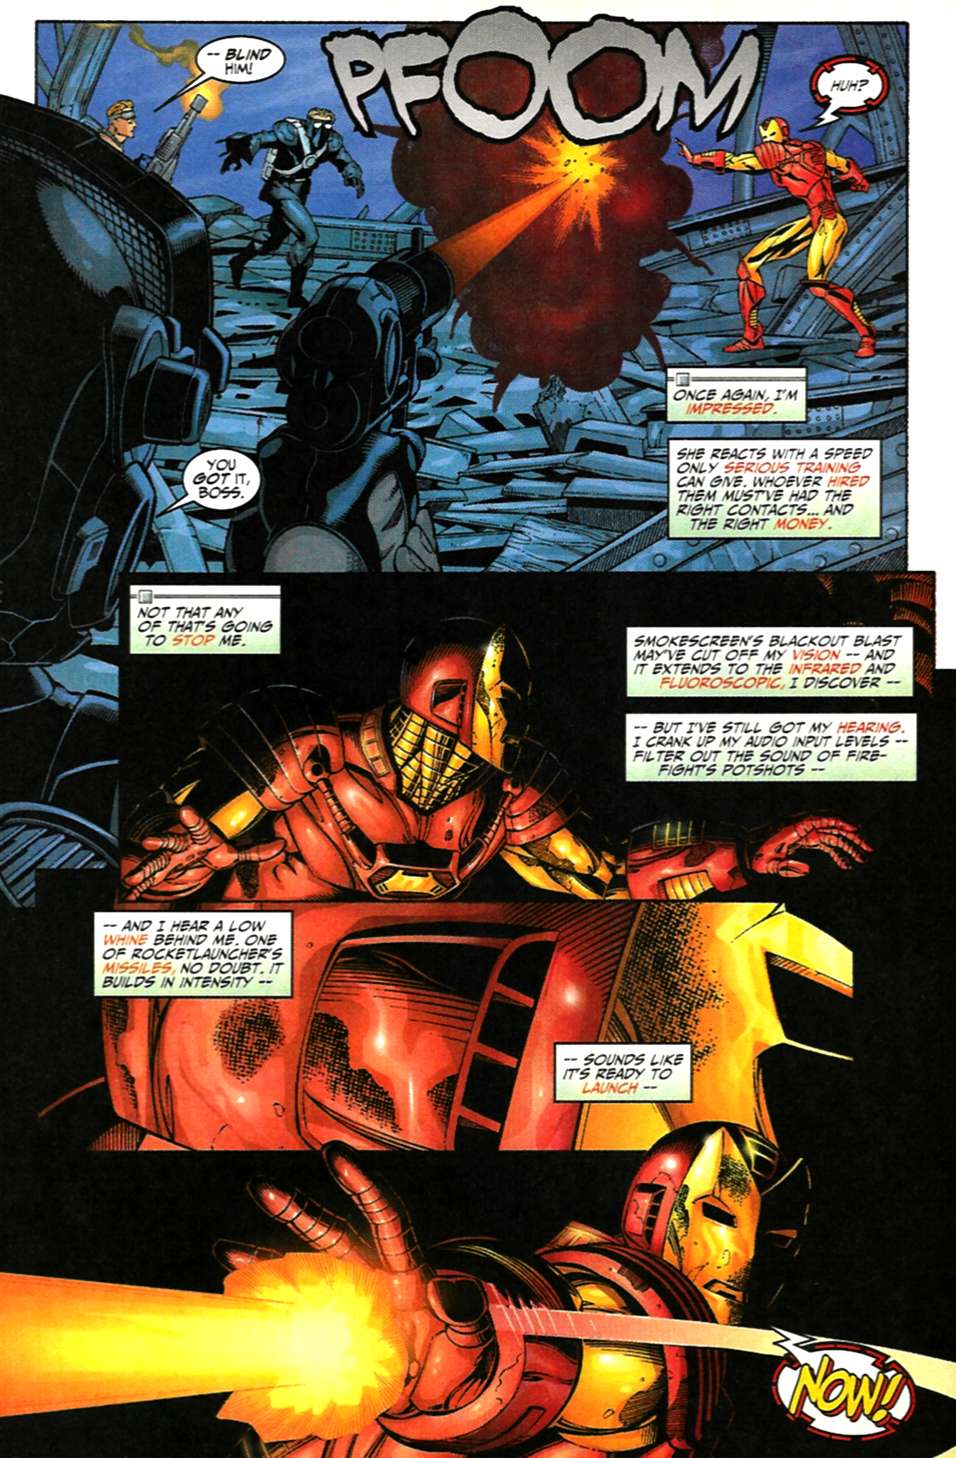 -- BLIND
HIM!
PFOOM
HUH?
ONCE AGAIN, I'M
IMPRESSED.
SHE REACTS WITH A SPEED
ONLY SERIOUS TRAINING
CAN GIVE. WHOEVER HIRED
THEM MUST'VE HAD THE
RIGHT CONTACTS... AND
THE RIGHT MONEY.
YOU
GOT IT,
BOSS.
NOT THAT ANY
OF THAT'S GOING
TO STOP ME.
SMOKESCREEN'S BLACKOUT BLAST
MAY'VE CUT OFF MY VISION -- AND
IT EXTENDS TO THE INFRARED AND
FLUOROSCOPIC, I DISCOVER --
-- BUT I'VE STILL GOT MY HEARING.
I CRANK UP MY AUDIO INPUT LEVELS --
FILTER OUT THE SOUND OF FIRE-
FIGHT'S POTSHOTS --
-- AND I HEAR A LOW
WHINE BEHIND ME. ONE
OF ROCKETLAUNCHER'S
MISSILES, NO DOUBT. IT
BUILDS IN INTENSITY --
-- SOUNDS LIKE
IT'S READY TO
LAUNCH --
NOW!